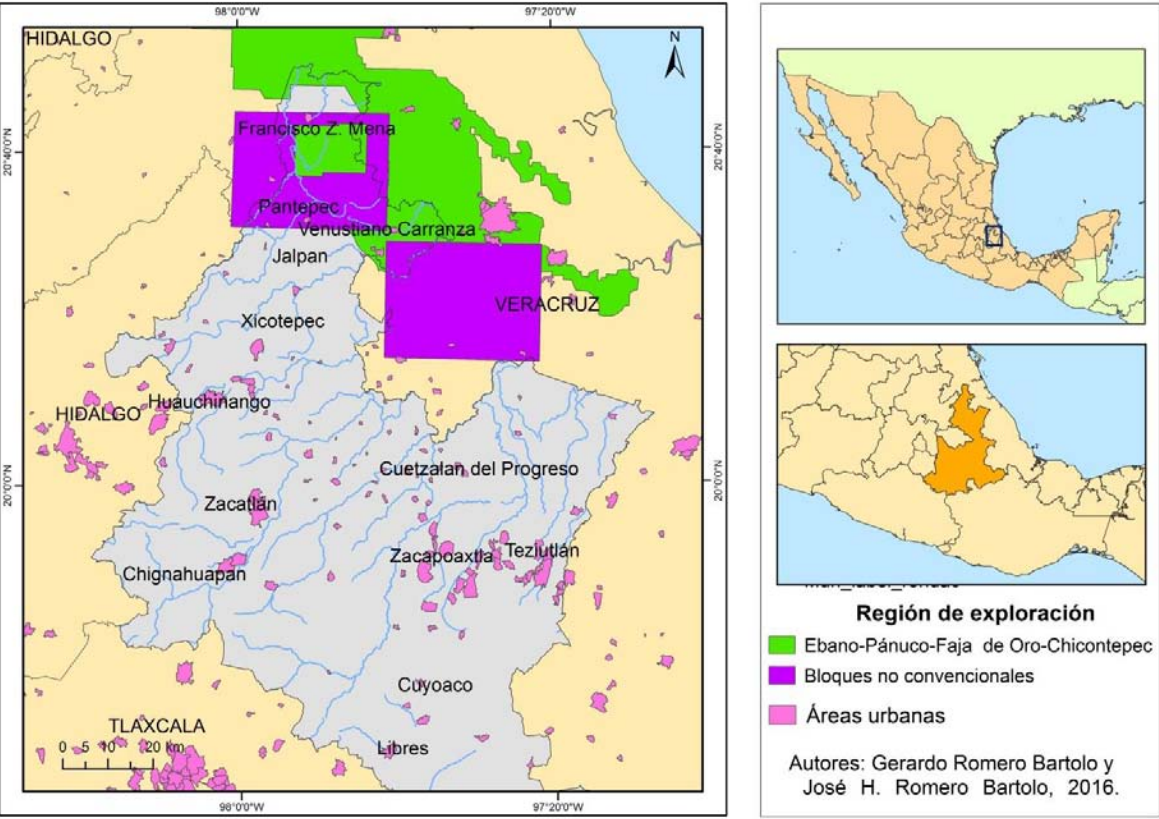 98°0'0"W
97°20'0"W
HIDALGO
N
20°40'0"N
20°40'0"N
Francisco Z. Mena
Pantepec
Venustiano Carranza
Jalpan
VERACRUZ
Xicotepec
Huauchinango
HIDALGO
Cuetzalan del Progreso
20°0'0"N
20°0'0"N
Zacatlán
Zacapoaxtla
Teziutlán
Chignahuapan
Cuyoaco
TLAXCALA
Libres
0 5 10 20 km
98°0'0"W
97°20'0"W
Región de exploración
Ebano-Pánuco-Faja de Oro-Chicontepec
Bloques no convencionales
Áreas urbanas
Autores: Gerardo Romero Bartolo y
José H. Romero Bartolo, 2016.